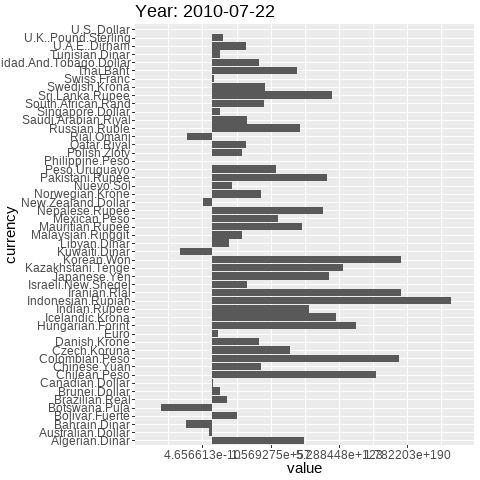 Year: 2010-07-22
currency
U.S. Dollar
U.K. Pound Sterling
U.A.E. Dirham
Tunisian Dinar
idad And Tobago Dollar
Thai Baht
Swiss Franc
Swedish Krona
Sri Lanka Rupee
South African Rand
Singapore Dollar
Saudi Arabian Riyal
Russian Ruble
Rial Omani
Qatar Riyal
Polish Zloty
Philippine Peso
Peso Uruguayo
Pakistani Rupee
Nuevo Sol
Norwegian Krone
New Zealand Dollar
Nepalese Rupee
Mexican Peso
Mauritian Rupee
Malaysian Ringgit
Libyan Dinar
Kuwaiti Dinar
Korean Won
Kazakhstani Tenge
Japanese Yen
Israeli New Sheqel
Iranian Rial
Indonesian Rupiah
Indian Rupee
Icelandic Krona
Hungarian Forint
Euro
Danish Krone
Czech Koruna
Colombian Peso
Chinese Yuan
Chilean Peso
Canadian Dollar
Brunei Dollar
Brazilian Real
Botswana Pula
Bolivar Fuerte
Bahrain Dinar
Australian Dollar
Algerian Dinar
value